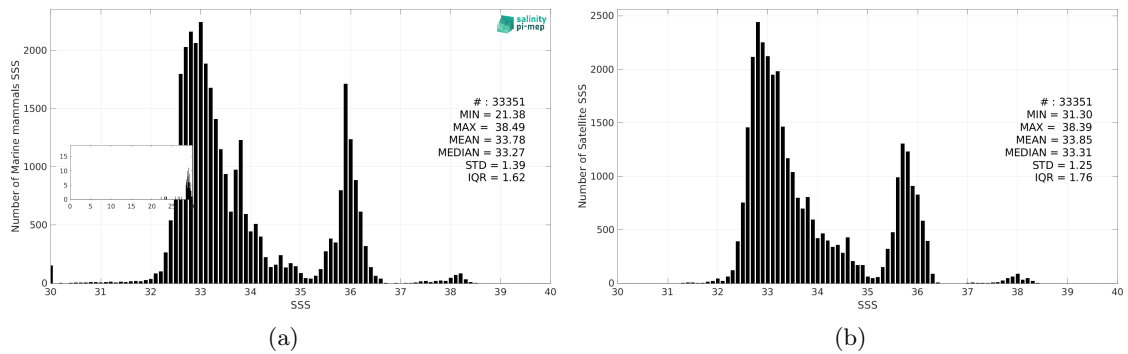 salinity
pi-mep
Number of Marine mammals SSS
2000
1500
1000
500
0
# : 33351
MIN = 21.38
MAX = 38.49
MEAN = 33.78
MEDIAN = 33.27
STD = 1.39
IQR = 1.62
15
10
5
0
0 5 10 15 20 25 30
30 31 32 33 34 35 36 37 38 39 40
SSS
(a)
Number of Satellite SSS
2500
2000
1500
1000
500
0
# : 33351
MIN = 31.30
MAX = 38.39
MEAN = 33.85
MEDIAN = 33.31
STD = 1.25
IQR = 1.76
30 31 32 33 34 35 36 37 38 39 40
SSS
(b)